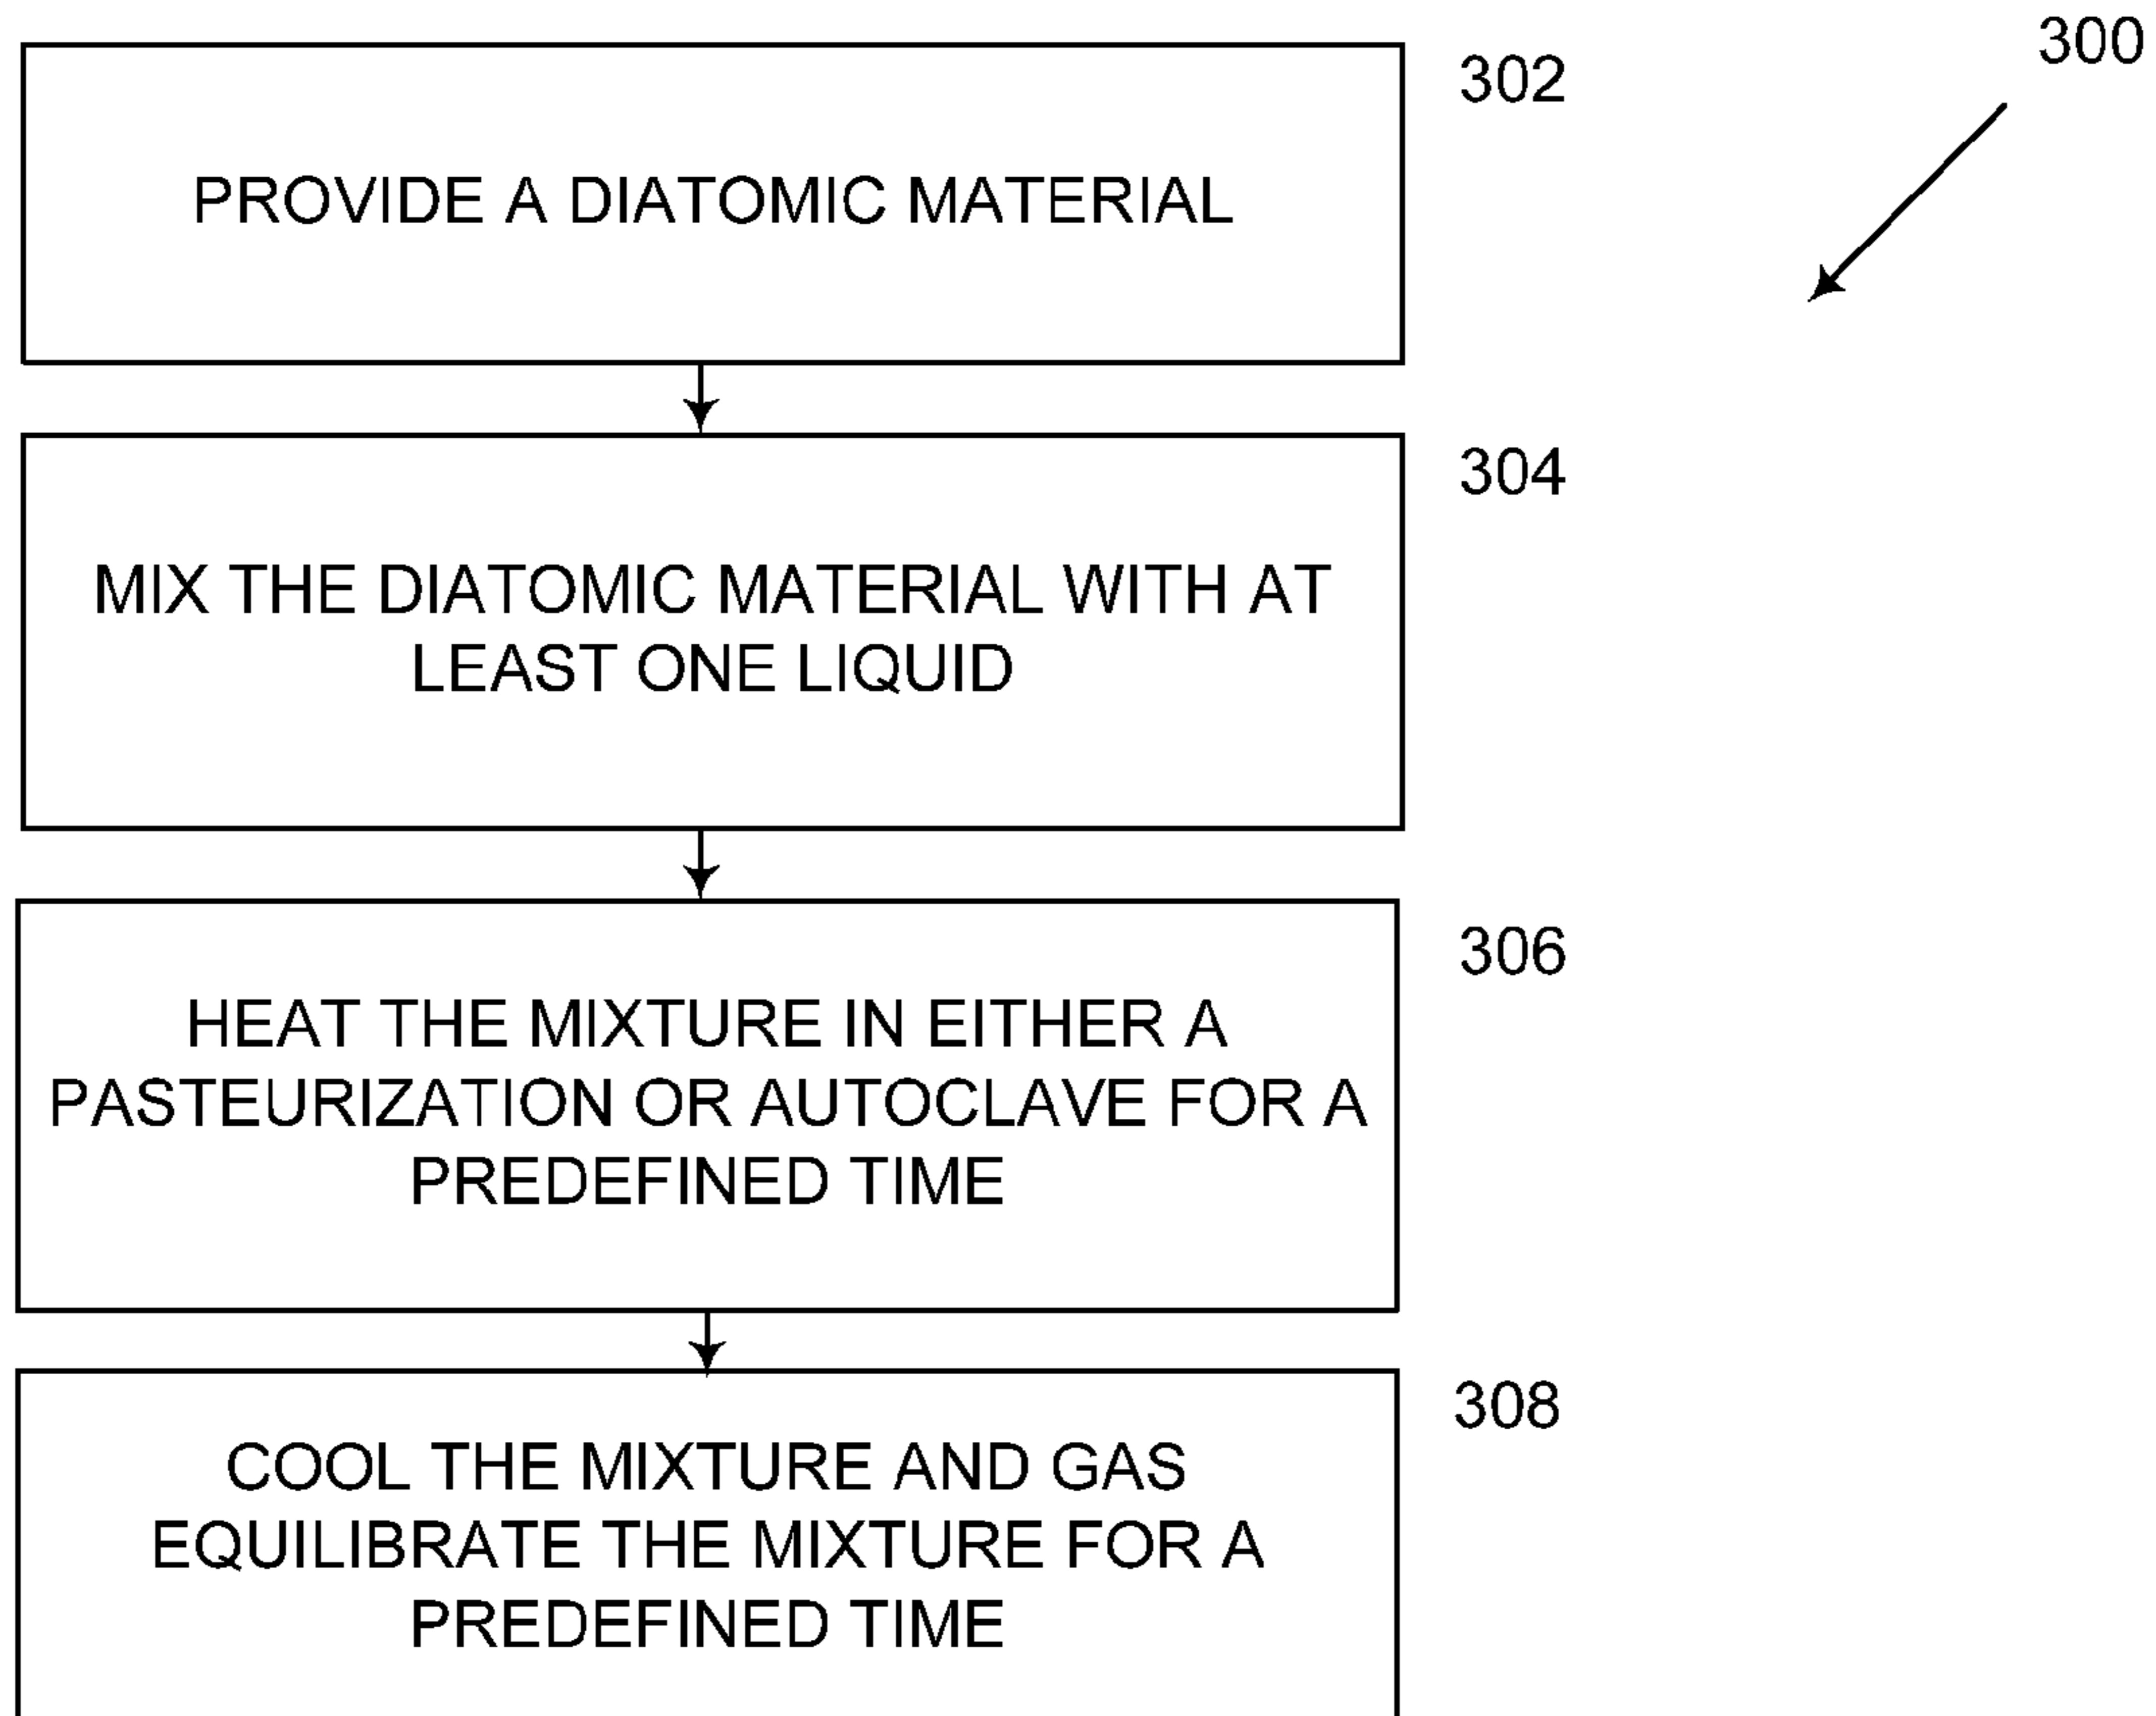 300
302
PROVIDE A DIATOMIC MATERIAL
304
MIX THE DIATOMIC MATERIAL WITH AT
LEAST ONE LIQUID
306
HEAT THE MIXTURE IN EITHER A
PASTEURIZATION OR AUTOCLAVE FOR A
PREDEFINED TIME
308
COOL THE MIXTURE AND GAS
EQUILIBRATE THE MIXTURE FOR A
PREDEFINED TIME